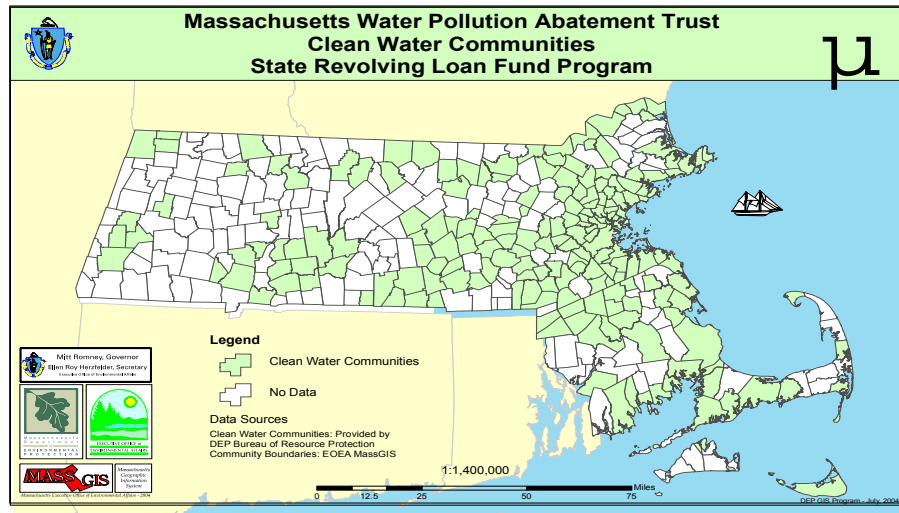 Massachusetts Water Pollution Abatement Trust
Clean Water Communities
State Revolving Loan Fund Program
µ
Legend
Clean Water Communities
No Data
Data Sources
Clean Water Communities: Provided by
DEP Bureau of Resource Protection
Community Boundaries: EOEA MassGIS
Mitt Romney, Governor
Ellen Roy Herzfelder, Secretary
Executive Office of Environmental Affairs
Massachusetts
Department
of
ENVIRONMENTAL
PROTECTION
EXECUTIVE OFFICE of
ENVIRONMENTAL AFFAIRS
MASS GIS
Massachusetts
Geographic
Information
System
Massachusetts Executive Office of Environmental Affairs - 2004
1:1,400,000
0 12.5 25 50 75 Miles
DEP GIS Program - July, 2004